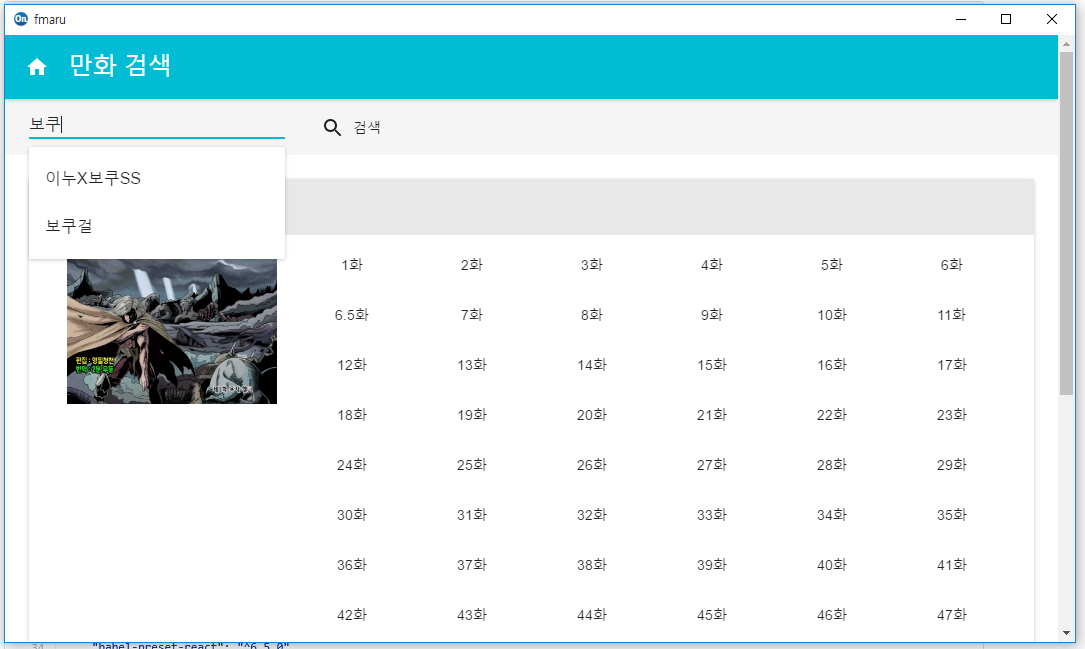 On. fmaru
만화 검색
보퀴
검색
이누X보쿠SS
보쿠걸
1화 2화 3화 4화 5화 6화
6.5화 7화 8화 9화 10화 11화
12화 13화 14화 15화 16화 17화
편집 : 영필청천
18화 19화 20화 21화 22화 23화
24화 25화 26화 27화 28화 29화
30화 31화 32화 33화 34화 35화
36화 37화 38화 39화 40화 41화
42화 43화 44화 45화 46화 47화
34 "babel-preset-react": "^6.5.0"